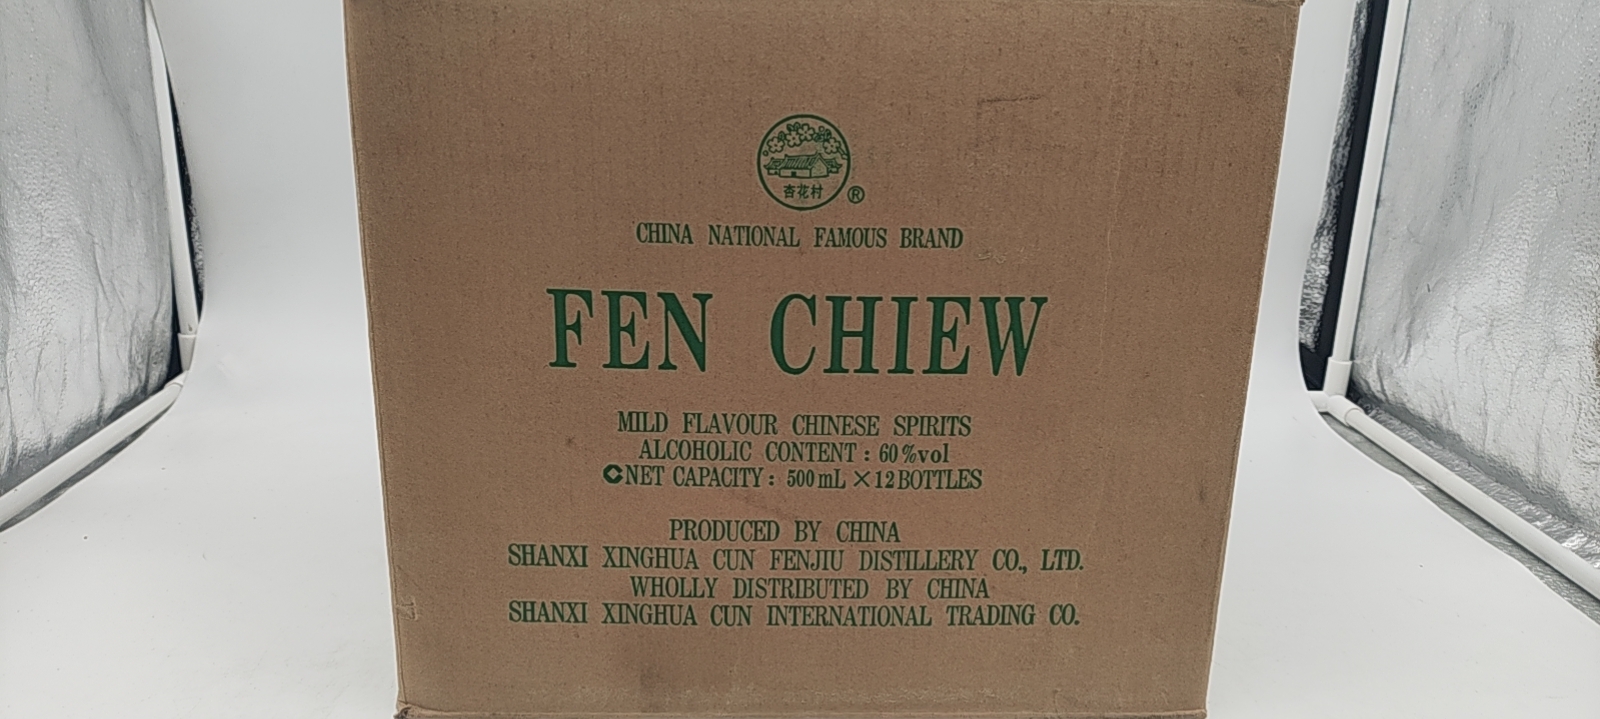 杏花村
®
CHINA NATIONAL FAMOUS BRAND
FEN CHIEW
MILD FLAVOUR CHINESE SPIRITS
ALCOHOLIC CONTENT : 60%vol
NET CAPACITY : 500mL ×12BOTTLES
PRODUCED BY CHINA
SHANXI XINGHUA CUN FENJIU DISTILLERY CO., LTD.
WHOLLY DISTRIBUTED BY CHINA
SHANXI XINGHUA CUN INTERNATIONAL TRADING CO.